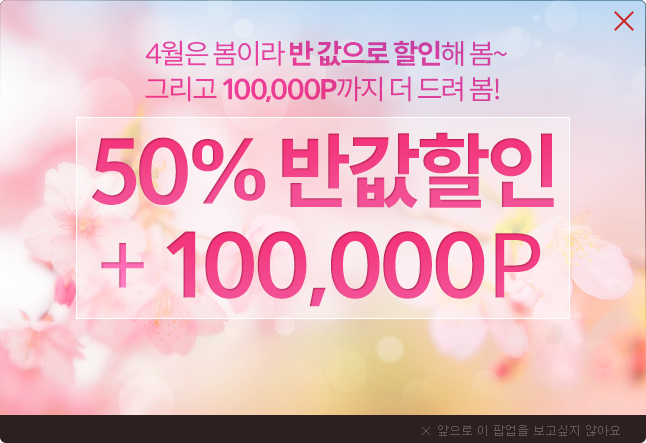 4월은 봄이라 반 값으로 할인해 봄~
그리고 100,000P까지 더 드려 봄!
50% 반값할인
+ 100,000P
× 앞으로 이 팝업을 보고싶지 않아요